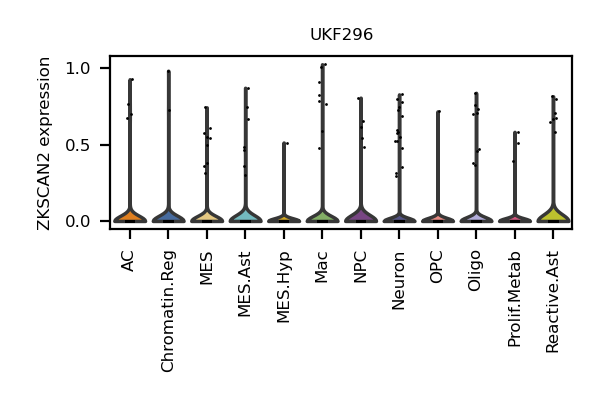 UKF296
ZKSCAN2 expression
1.0
0.5
0.0
AC
Chromatin.Reg
MES
MES.Ast
MES.Hyp
Mac
NPC
Neuron
OPC
Oligo
Prolif.Metab
Reactive.Ast